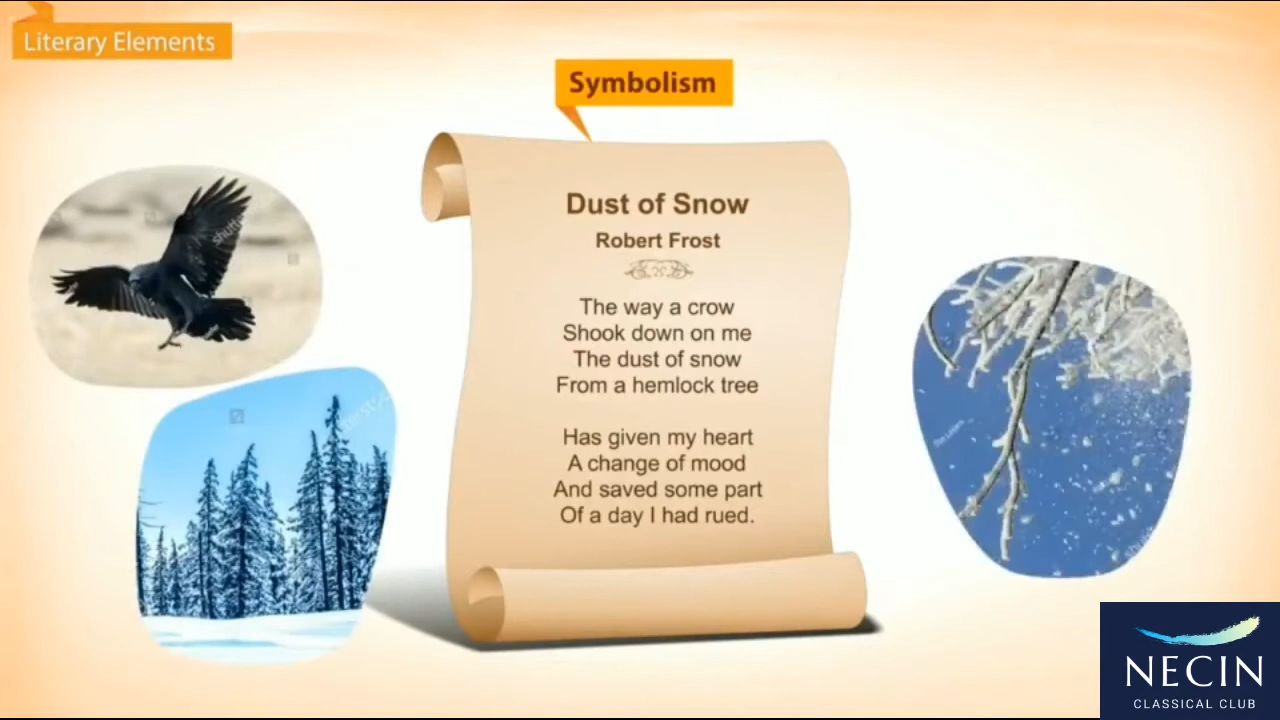 Literary Elements
Symbolism
Dust of Snow
Robert Frost
The way a crow
Shook down on me
The dust of snow
From a hemlock tree
Has given my heart
A change of mood
And saved some part
Of a day I had rued.
NECIN
CLASSICAL CLUB